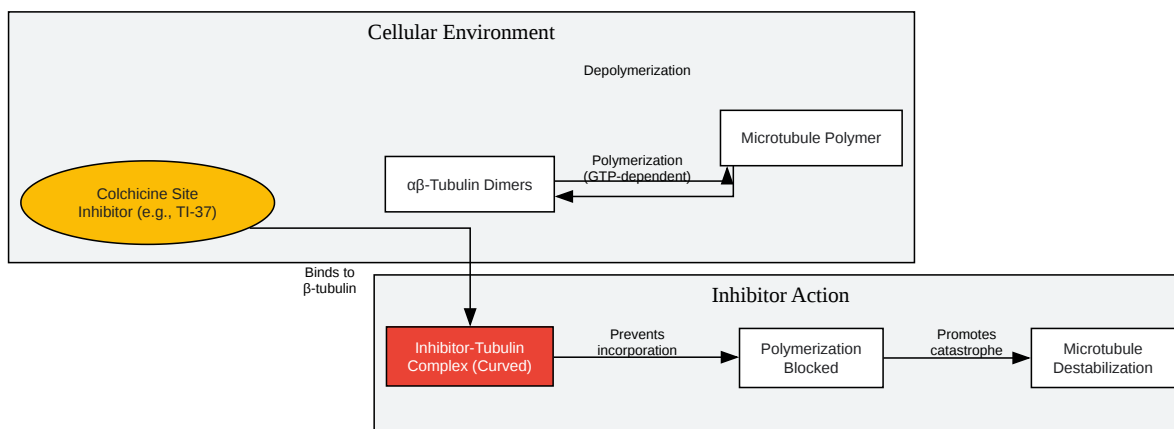 Cellular Environment
Depolymerization
Microtubule Polymer
αβ-Tubulin Dimers
Polymerization
(GTP-dependent)
Colchicine Site
Inhibitor (e.g., TI-37)
Binds to
β-tubulin
Inhibitor Action
Inhibitor-Tubulin
Complex (Curved)
Prevents
incorporation
Polymerization
Blocked
Promotes
catastrophe
Microtubule
Destabilization